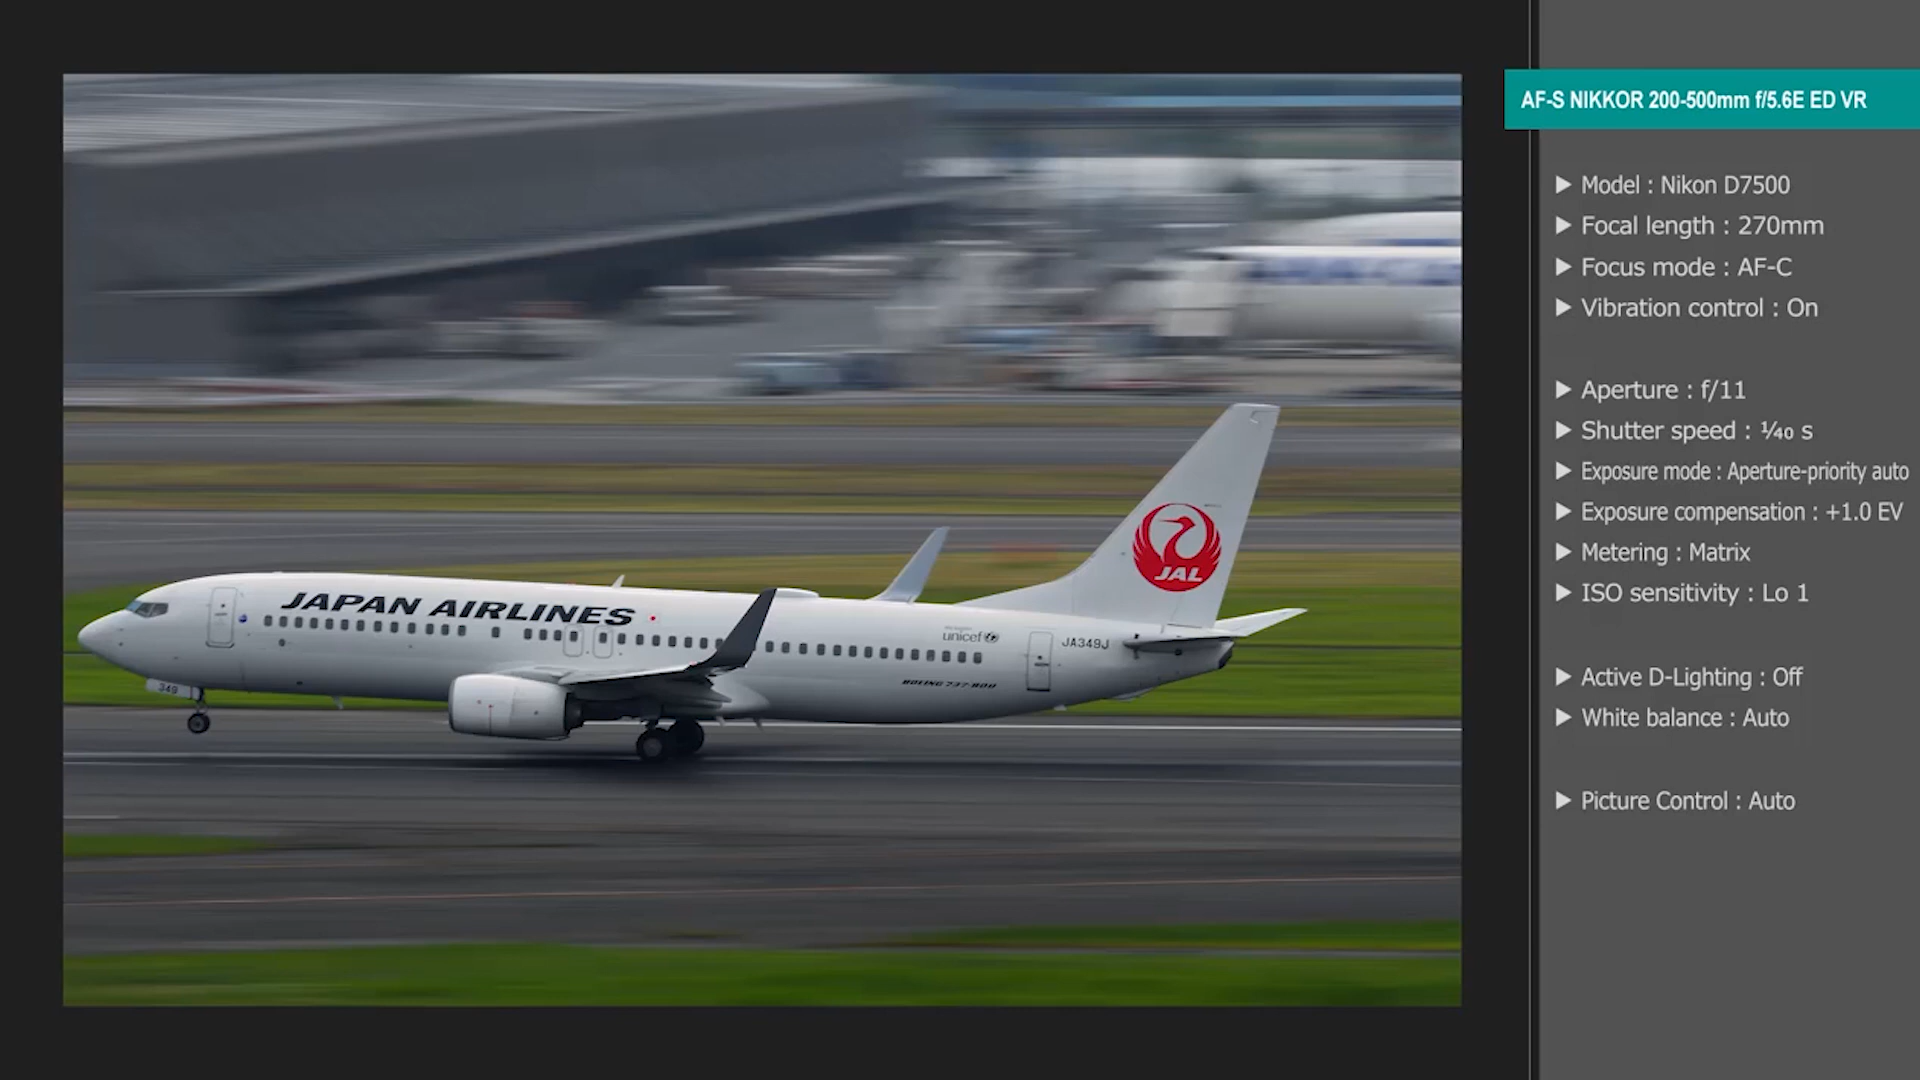 AF-S NIKKOR 200-500mm f/5.6E ED VR
▶ Model : Nikon D7500
▶ Focal length : 270mm
▶ Focus mode : AF-C
▶ Vibration control : On
▶ Aperture : f/11
▶ Shutter speed : ¹⁄₄₀ s
▶ Exposure mode : Aperture-priority auto
▶ Exposure compensation : +1.0 EV
▶ Metering : Matrix
▶ ISO sensitivity : Lo 1
▶ Active D-Lighting : Off
▶ White balance : Auto
▶ Picture Control : Auto
JAL
JAPAN AIRLINES
unicef
JA349J
349
BOEING 737-800